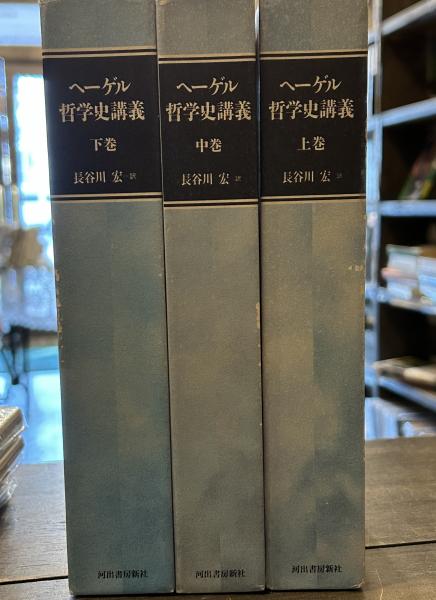 ヘーゲル
哲学史講義
下巻
長谷川 宏 訳
河出書房新社
ヘーゲル
哲学史講義
中巻
長谷川 宏 訳
河出書房新社
ヘーゲル
哲学史講義
上巻
長谷川 宏 訳
河出書房新社